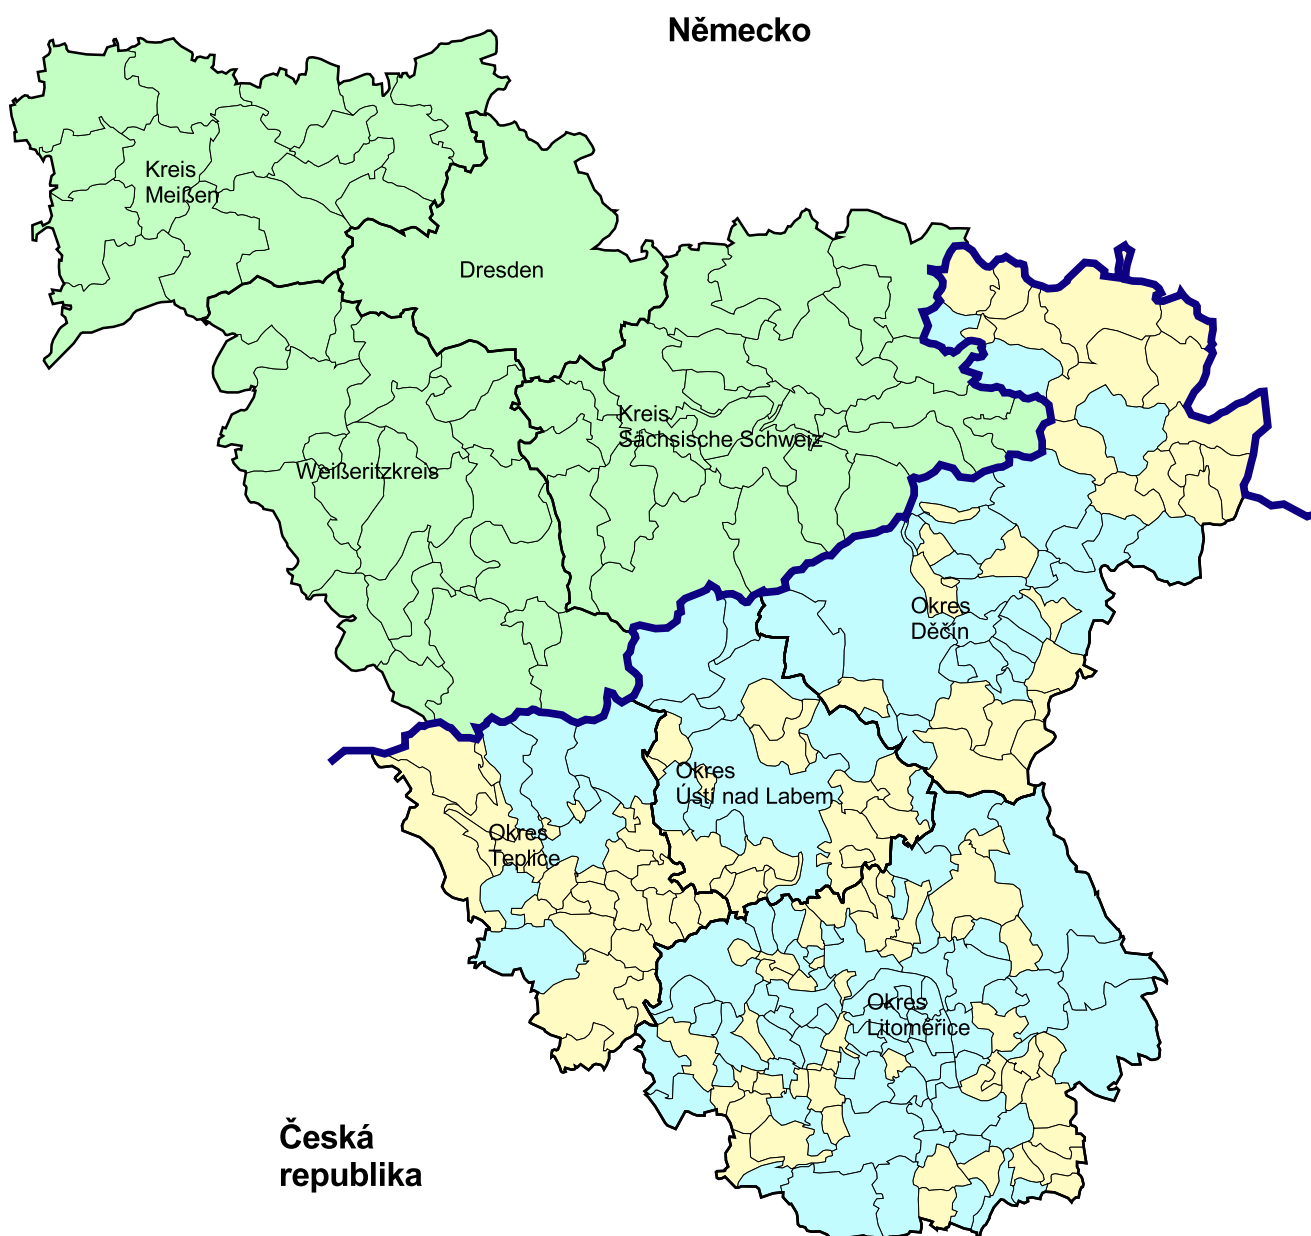 Německo
Kreis
Meißen
Dresden
Kreis
Sächsische Schweiz
Weißeritzkreis
Okres
Děčín
Okres
Ústí nad Labem
Okres
Teplice
Okres
Litoměřice
Česká
republika